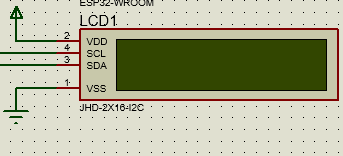 ESP32-WROOM
LCD1
2 VDD
4 SCL
3 SDA
1 VSS
JHD-2X16-I2C